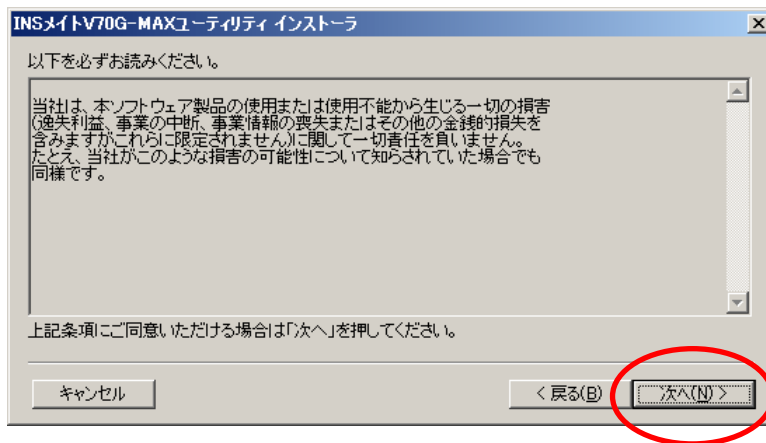 INSメイトV70G-MAXユーティリティ インストーラ
以下を必ずお読みください。
当社は、本ソフトウェア製品の使用または使用不能から生じる一切の損害
(逸失利益、事業の中断、事業情報の喪失またはその他の金銭的損失を
含みますがこれらに限定されません)に関して一切責任を負いません。
たとえ、当社がこのような損害の可能性について知らされていた場合でも
同様です。
上記条項にご同意いただける場合は「次へ」を押してください。
キャンセル
< 戻る(B)
次へ(N) >